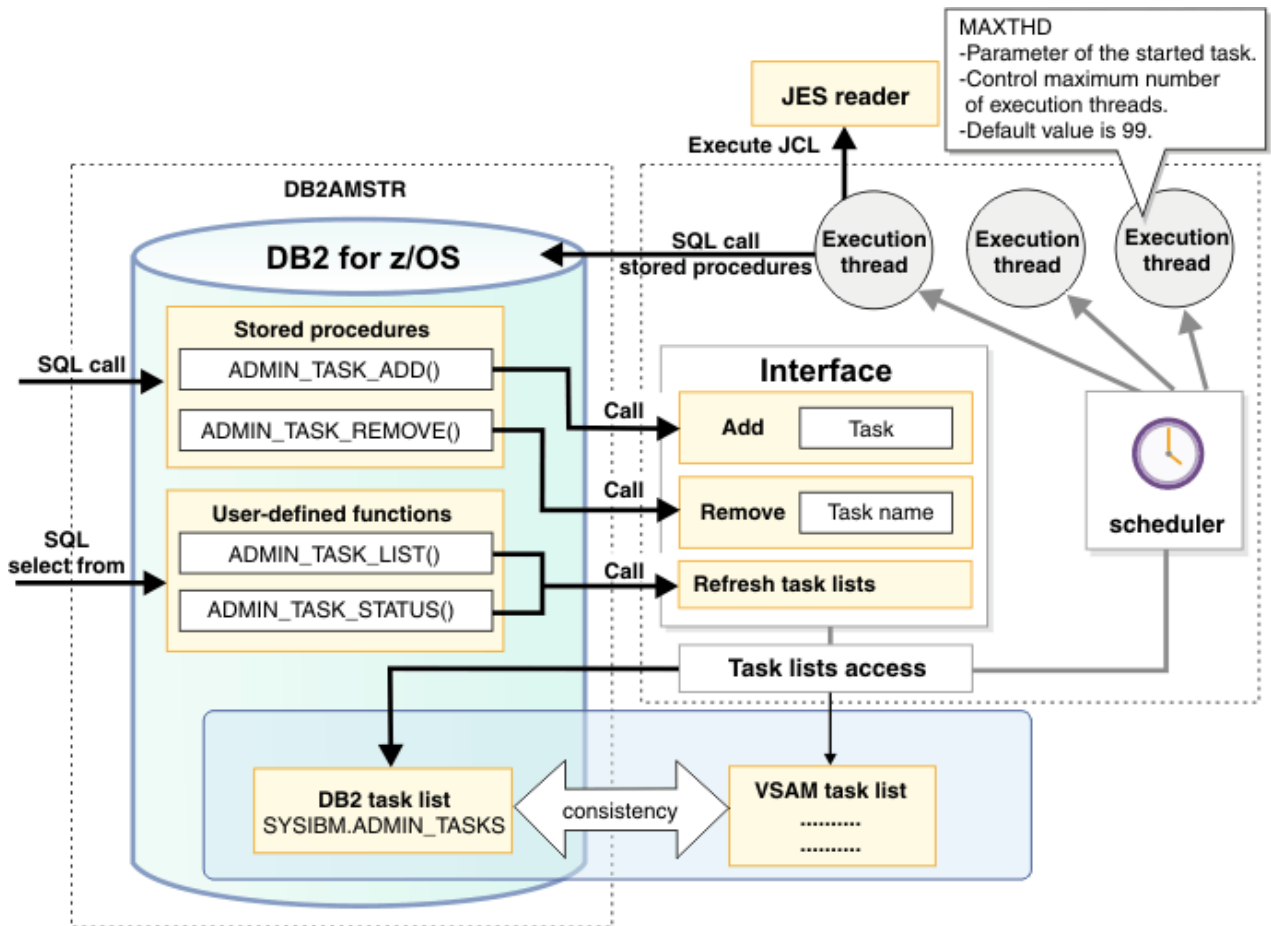 MAXTHD
-Parameter of the started task.
-Control maximum number
of execution threads.
-Default value is 99.
JES reader
Execute JCL
DB2AMSTR
DB2 for z/OS
SQL call
stored procedures
Execution
thread
Execution
thread
Execution
thread
Stored procedures
SQL call
ADMIN_TASK_ADD()
ADMIN_TASK_REMOVE()
Interface
Call
Add
Task
Call
Remove
Task name
scheduler
User-defined functions
SQL
select from
ADMIN_TASK_LIST()
ADMIN_TASK_STATUS()
Call
Refresh task lists
Task lists access
DB2 task list
SYSIBM.ADMIN_TASKS
consistency
VSAM task list
..........
..........